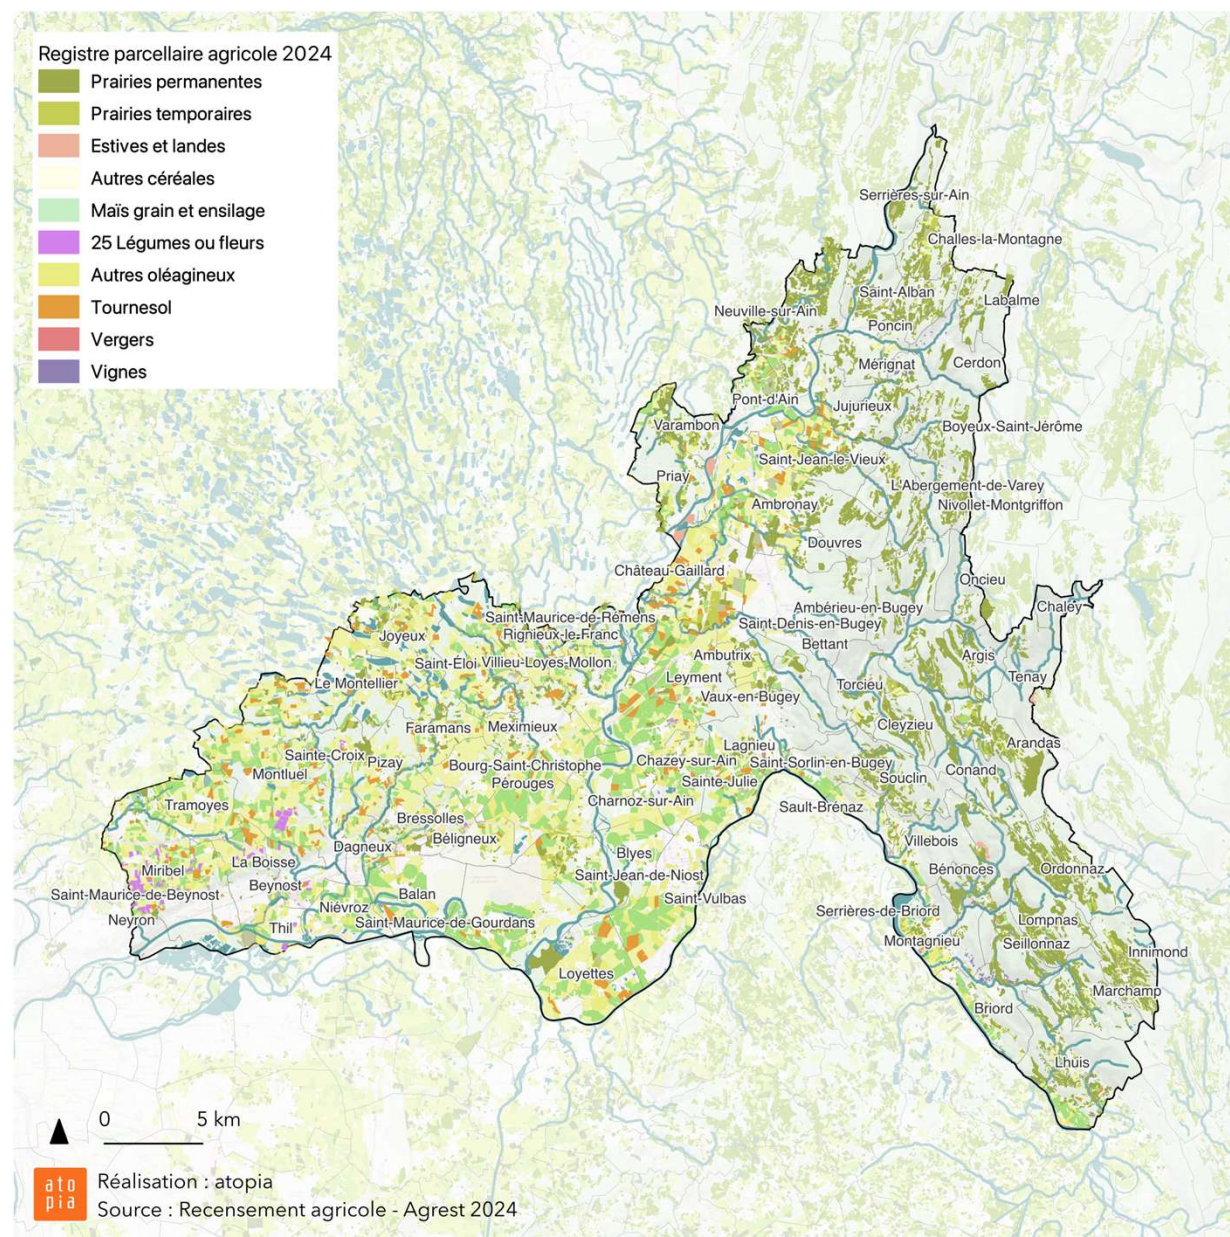 Registre parcellaire agricole 2024
Prairies permanentes
Prairies temporaires
Estives et landes
Autres céréales
Maïs grain et ensilage
25 Légumes ou fleurs
Autres oléagineux
Tournesol
Vergers
Vignes
Serrières-sur-Ain
Challes-la-Montagne
Saint-Alban
Labalme
Neuville-sur-Ain
Poncin
Mérignat
Cerdon
Pont-d'Ain
Jujurieux
Varambon
Boyeux-Saint-Jérôme
Saint-Jean-le-Vieux
Priay
L'Abergement-de-Varey
Ambronay
Nivollet-Montgriffon
Douvres
Château-Gaillard
Oncieu
Chaley
Saint-Maurice-de-Rémens
Ambérieu-en-Bugey
Rignieux-le-Franc
Saint-Denis-en-Bugey
Joyeux
Bettant
Saint-Éloi
Villieu-Loyes-Mollon
Ambutrix
Argis
Leyment
Tenay
Le Montellier
Torcieu
Vaux-en-Bugey
Faramans
Meximieux
Cleyzieu
Lagnieu
Arandas
Sainte-Croix
Pizay
Bourg-Saint-Christophe
Chazey-sur-Ain
Saint-Sorlin-en-Bugey
Montluel
Pérouges
Sainte-Julie
Souclin
Conand
Tramoyes
Charnoz-sur-Ain
Sault-Brénaz
Bressolles
Béligneux
Dagneux
Villebois
La Boisse
Blyes
Miribel
Bénonces
Ordonnaz
Saint-Jean-de-Niost
Beynost
Saint-Maurice-de-Beynost
Balan
Saint-Vulbas
Niévroz
Serrières-de-Briord
Neyron
Thil
Saint-Maurice-de-Gourdans
Lompnas
Montagnieu
Seillonnaz
Innimond
Loyettes
Marchamp
Briord
Lhuis
0 5 km
ato
pia
Réalisation : atopia
Source : Recensement agricole - Agrest 2024